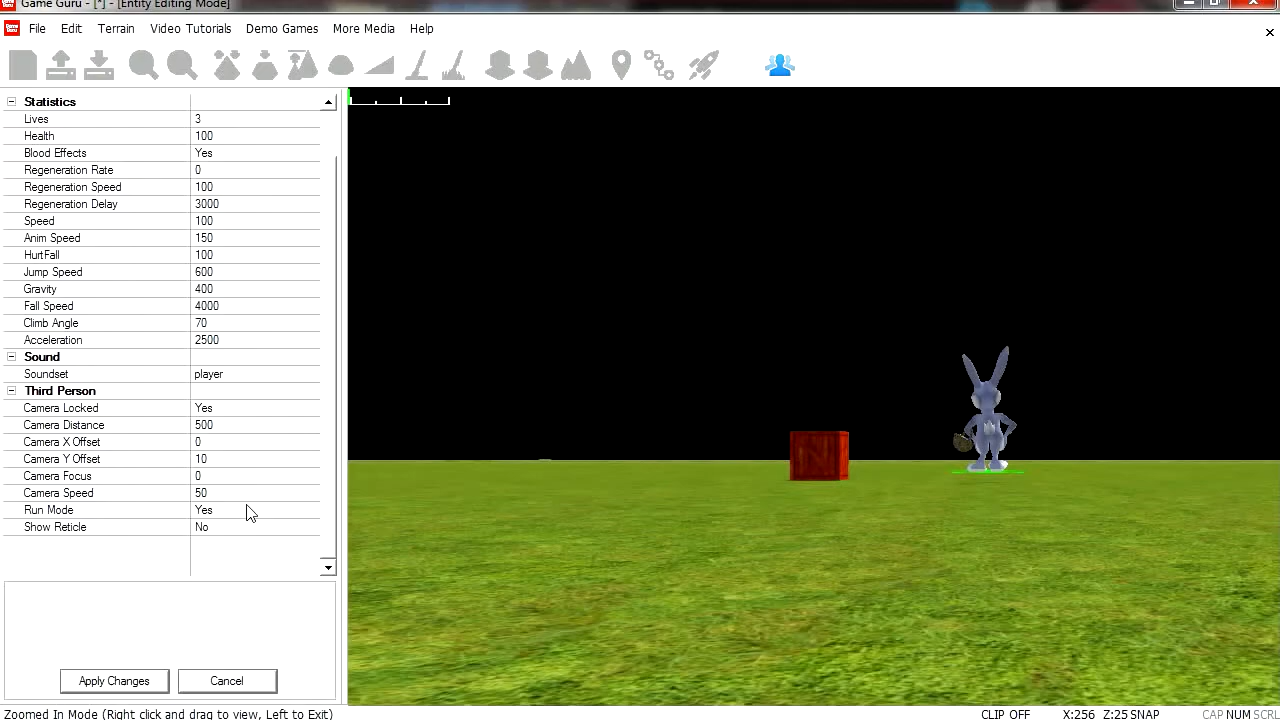 Game Guru - [*] - [Entity Editing Mode]
File Edit Terrain Video Tutorials Demo Games More Media Help
Statistics
Lives 3
Health 100
Blood Effects Yes
Regeneration Rate 0
Regeneration Speed 100
Regeneration Delay 3000
Speed 100
Anim Speed 150
HurtFall 100
Jump Speed 600
Gravity 400
Fall Speed 4000
Climb Angle 70
Acceleration 2500
Sound
Soundset player
Third Person
Camera Locked Yes
Camera Distance 500
Camera X Offset 0
Camera Y Offset 10
Camera Focus 0
Camera Speed 50
Run Mode Yes
Show Reticle No
Apply Changes Cancel
Zoomed In Mode (Right click and drag to view, Left to Exit) CLIP OFF X:256 Z:25 SNAP CAP NUM SCRL